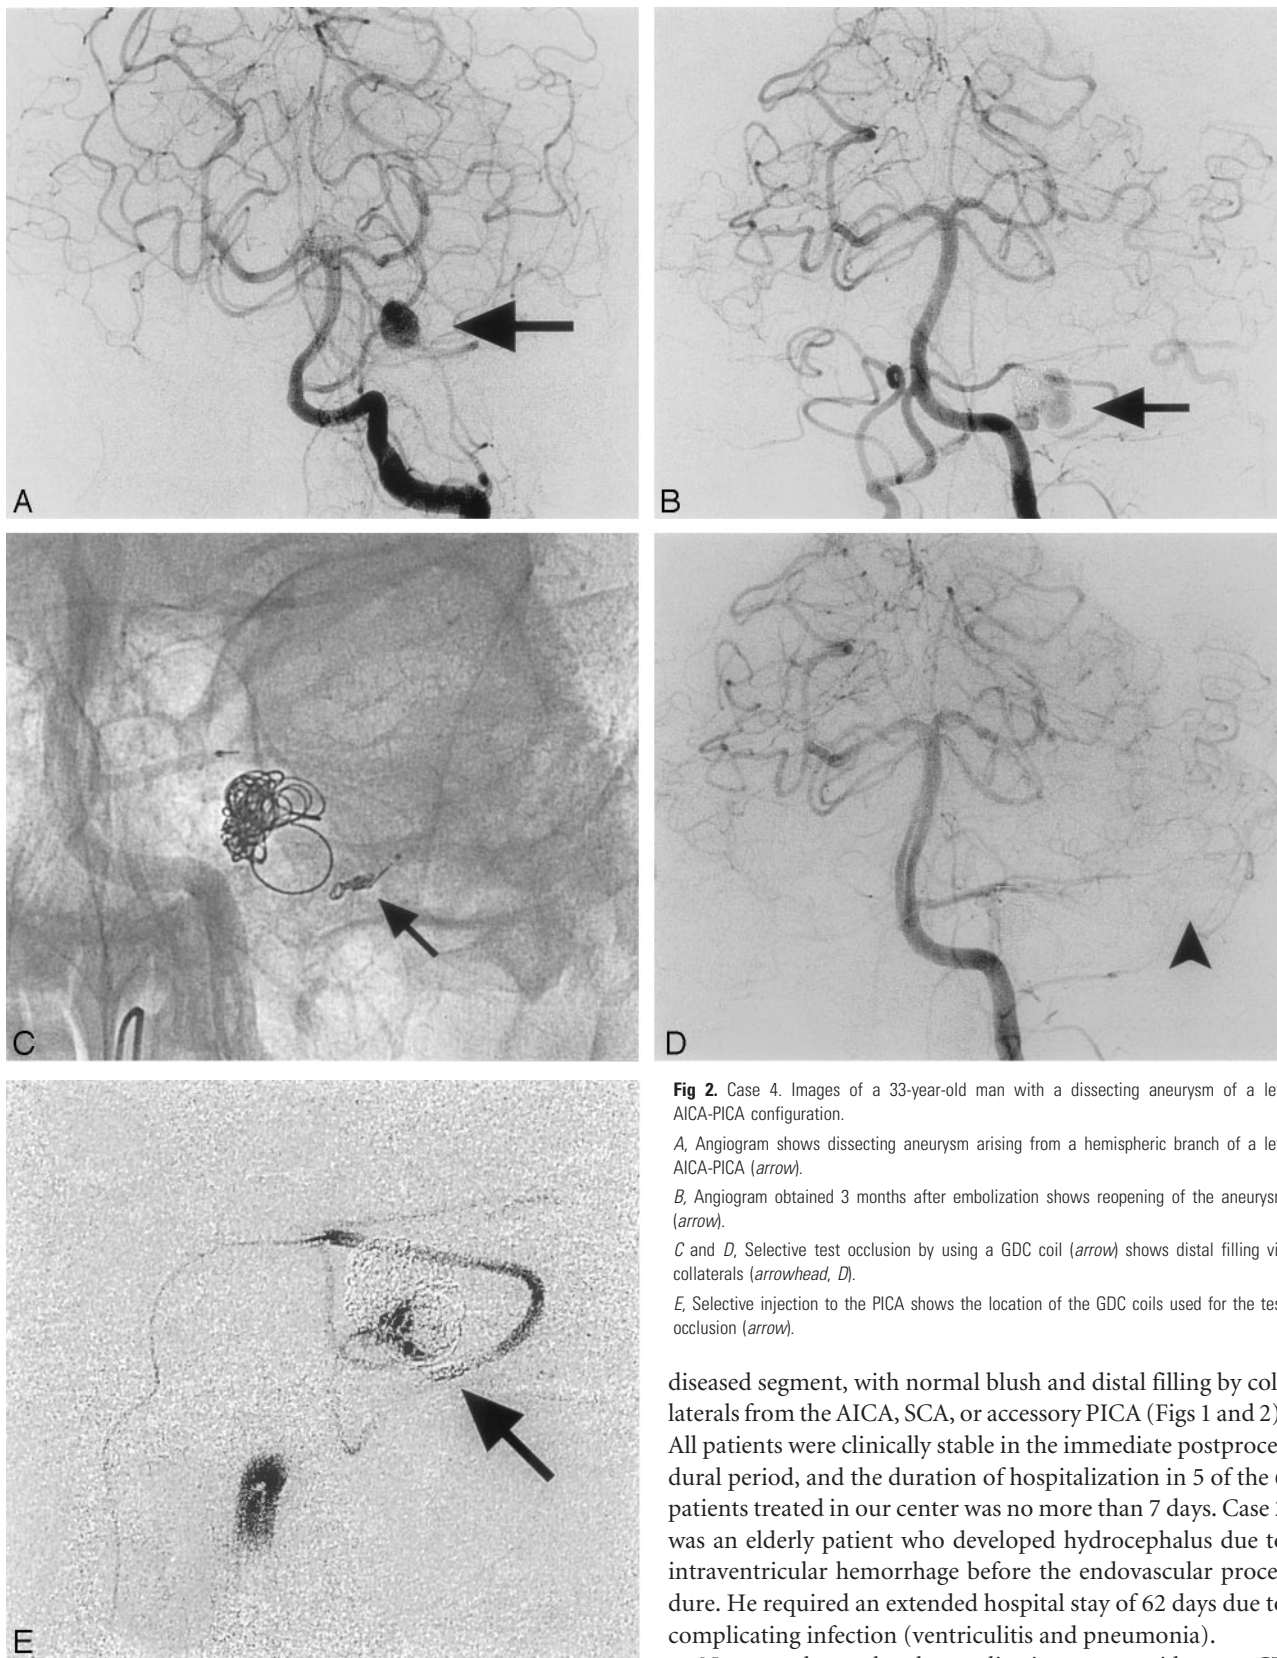 A
B
C
D
E
Fig 2. Case 4. Images of a 33-year-old man with a dissecting aneurysm of a le
AICA-PICA configuration.
A, Angiogram shows dissecting aneurysm arising from a hemispheric branch of a le
AICA-PICA (arrow).
B, Angiogram obtained 3 months after embolization shows reopening of the aneurysm
(arrow).
C and D, Selective test occlusion by using a GDC coil (arrow) shows distal filling vi
collaterals (arrowhead, D).
E, Selective injection to the PICA shows the location of the GDC coils used for the tes
occlusion (arrow).
diseased segment, with normal blush and distal filling by col
laterals from the AICA, SCA, or accessory PICA (Figs 1 and 2)
All patients were clinically stable in the immediate postproce
dural period, and the duration of hospitalization in 5 of the 6
patients treated in our center was no more than 7 days. Case 2
was an elderly patient who developed hydrocephalus due to
intraventricular hemorrhage before the endovascular proce
dure. He required an extended hospital stay of 62 days due to
complicating infection (ventriculitis and pneumonia).